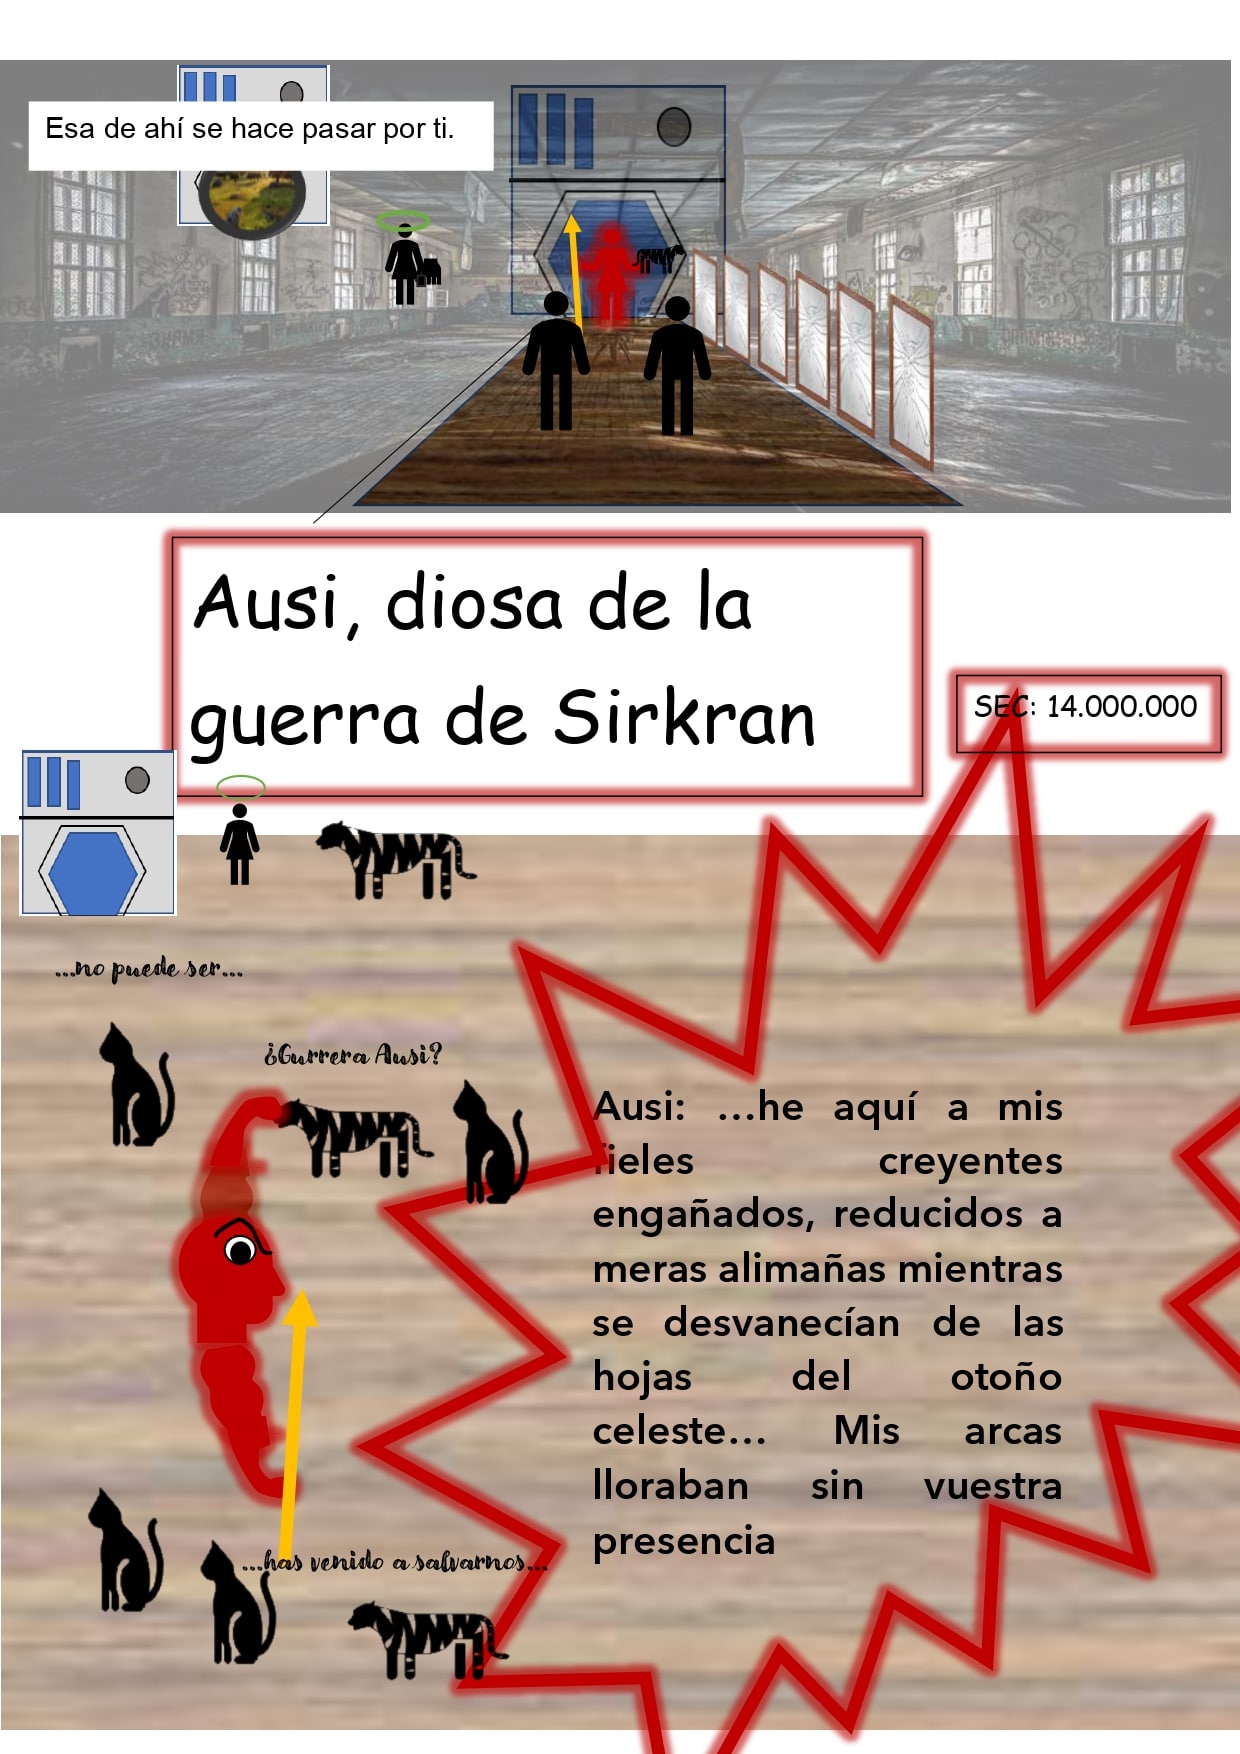 Esa de ahí se hace pasar por ti.
Ausi, diosa de la
guerra de Sirkran
SEC: 14.000.000
...no puede ser...
¿Gurrera Ausi?
Ausi: ...he aquí a mis
fieles creyentes
engañados, reducidos a
meras alimañas mientras
se desvanecían de las
hojas del otoño
celeste... Mis arcas
lloraban sin vuestra
presencia
...has venido a salvarnos...